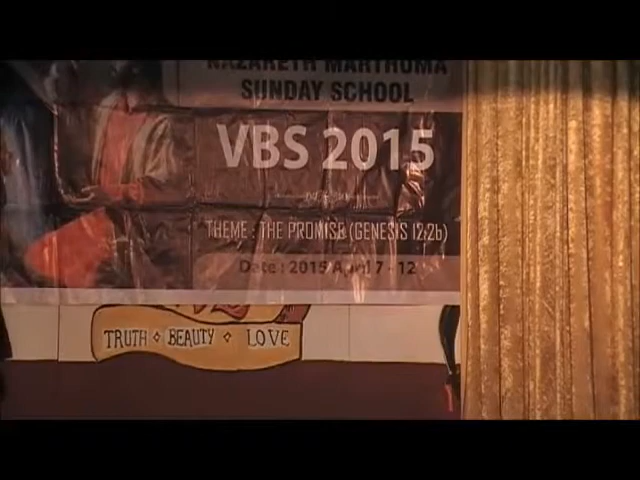 NAZARETH MARTHOMA
SUNDAY SCHOOL
VBS 2015
THEME : THE PROMISE (GENESIS 12:2b)
Date : 2015 April 7 - 12
TRUTH ⋄ BEAUTY ⋄ LOVE